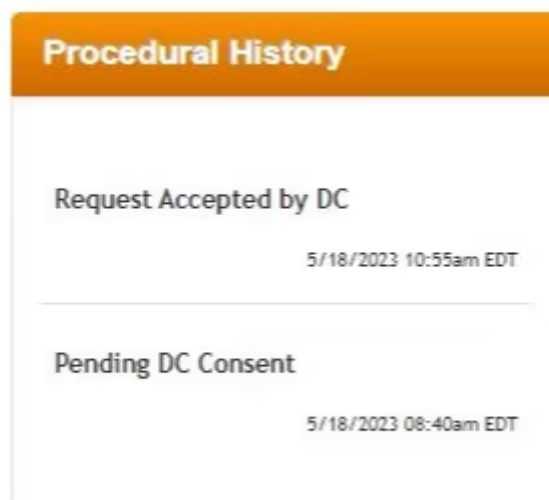 Procedural History
Request Accepted by DC
5/18/2023 10:55am EDT
Pending DC Consent
5/18/2023 08:40am EDT